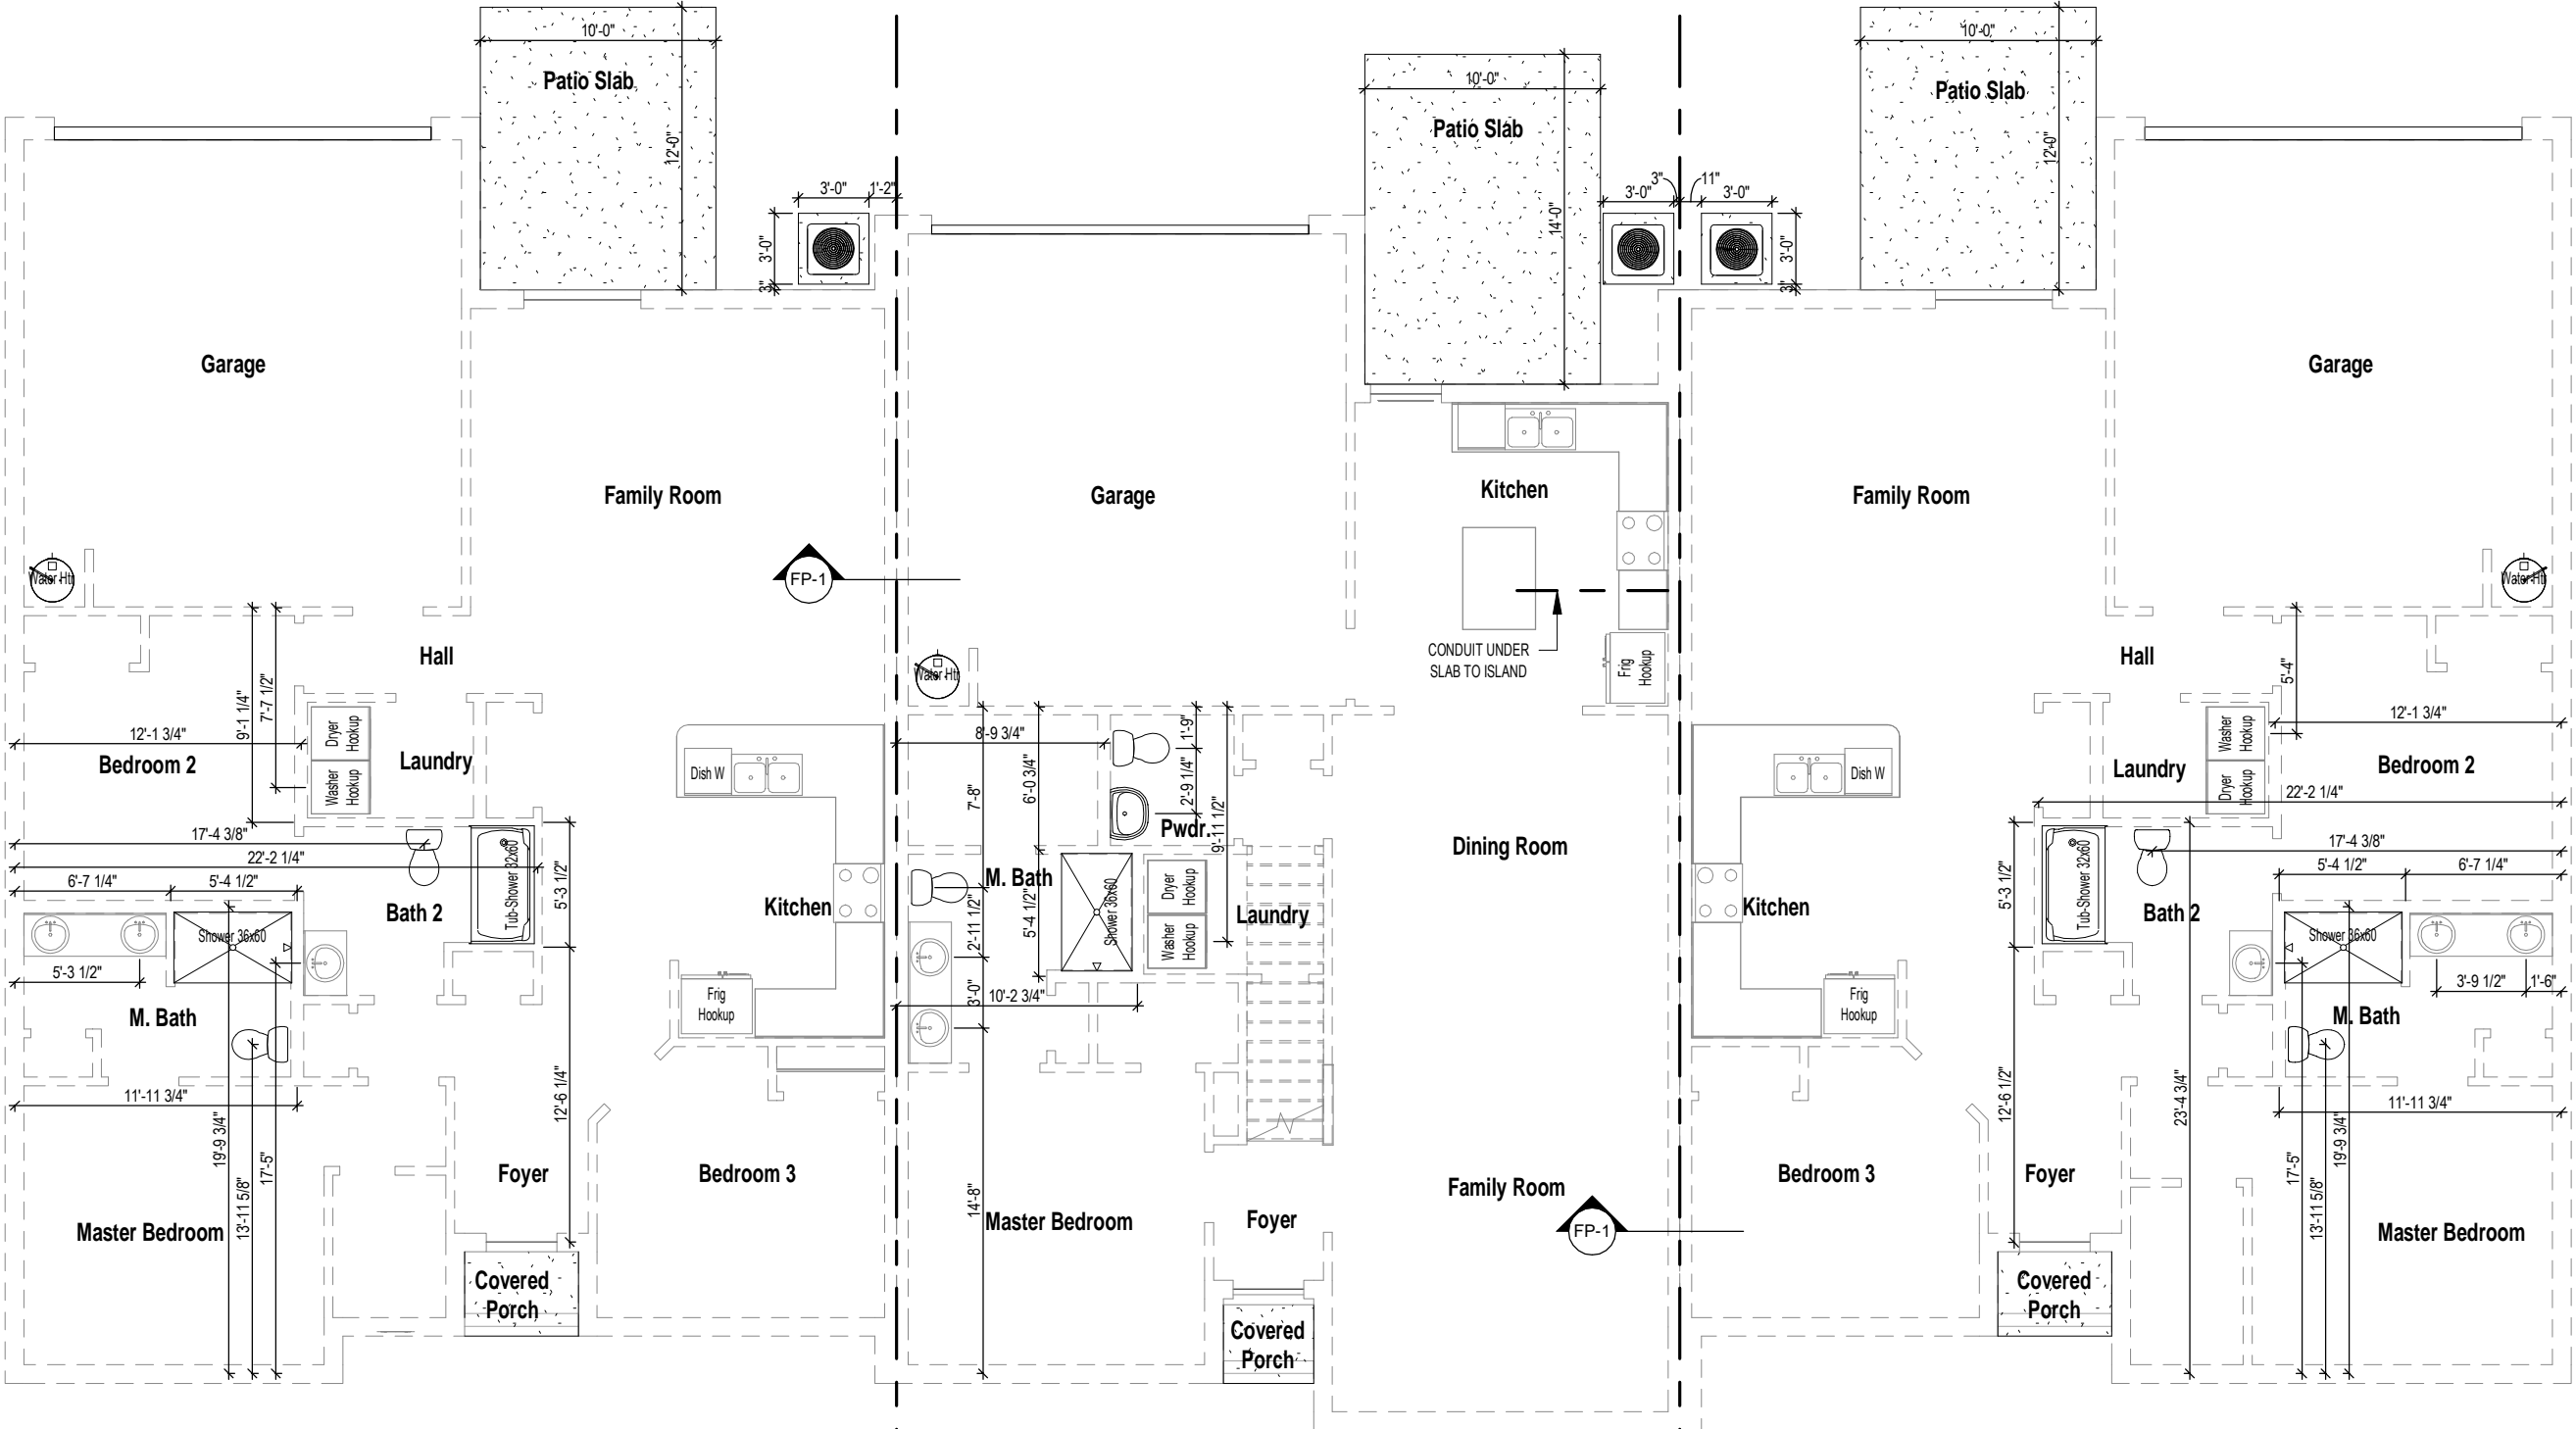 10'-0"
Patio Slab
12'-0"
3'-0"
1'-2"
3'-0"
3"
Garage
Family Room
FP-1
Water Htr
Hall
9'-1 1/4"
7'-7 1/2"
12'-1 3/4"
Bedroom 2
Dryer
Hookup
Washer
Hookup
Laundry
Dish W
17'-4 3/8"
22'-2 1/4"
6'-7 1/4"
5'-4 1/2"
Tub-Shower 32x60
5'-3 1/2"
Bath 2
Kitchen
Shower 36x60
5'-3 1/2"
M. Bath
Frig
Hookup
11'-11 3/4"
19'-9 3/4"
13'-11 5/8"
17'-5"
12'-6 1/4"
Master Bedroom
Foyer
Bedroom 3
Covered
Porch
10'-0"
Patio Slab
14'-0"
3'-0"
3"
Garage
Kitchen
CONDUIT UNDER
SLAB TO ISLAND
Frig
Hookup
Water Htr
8'-9 3/4"
7'-8"
6'-0 3/4"
1'-9"
2'-9 1/4"
9'-11 1/2"
Pwdr.
Dining Room
M. Bath
5'-4 1/2"
Shower 36x60
Dryer
Hookup
Washer
Hookup
Laundry
2'-11 1/2"
3'-0"
10'-2 3/4"
14'-8"
Master Bedroom
Foyer
Family Room
FP-1
Covered
Porch
11"
3'-0"
3'-0"
3"
10'-0"
Patio Slab
12'-0"
Garage
Family Room
Water Htr
Hall
5'-4"
12'-1 3/4"
Washer
Hookup
Dryer
Hookup
Laundry
Bedroom 2
Dish W
22'-2 1/4"
17'-4 3/8"
5'-4 1/2"
6'-7 1/4"
5'-3 1/2"
Tub-Shower 32x60
Bath 2
Kitchen
Shower 36x60
3'-9 1/2"
1'-6"
M. Bath
Frig
Hookup
12'-6 1/2"
23'-4 3/4"
11'-11 3/4"
17'-5"
13'-11 5/8"
19'-9 3/4"
Bedroom 3
Foyer
Master Bedroom
Covered
Porch